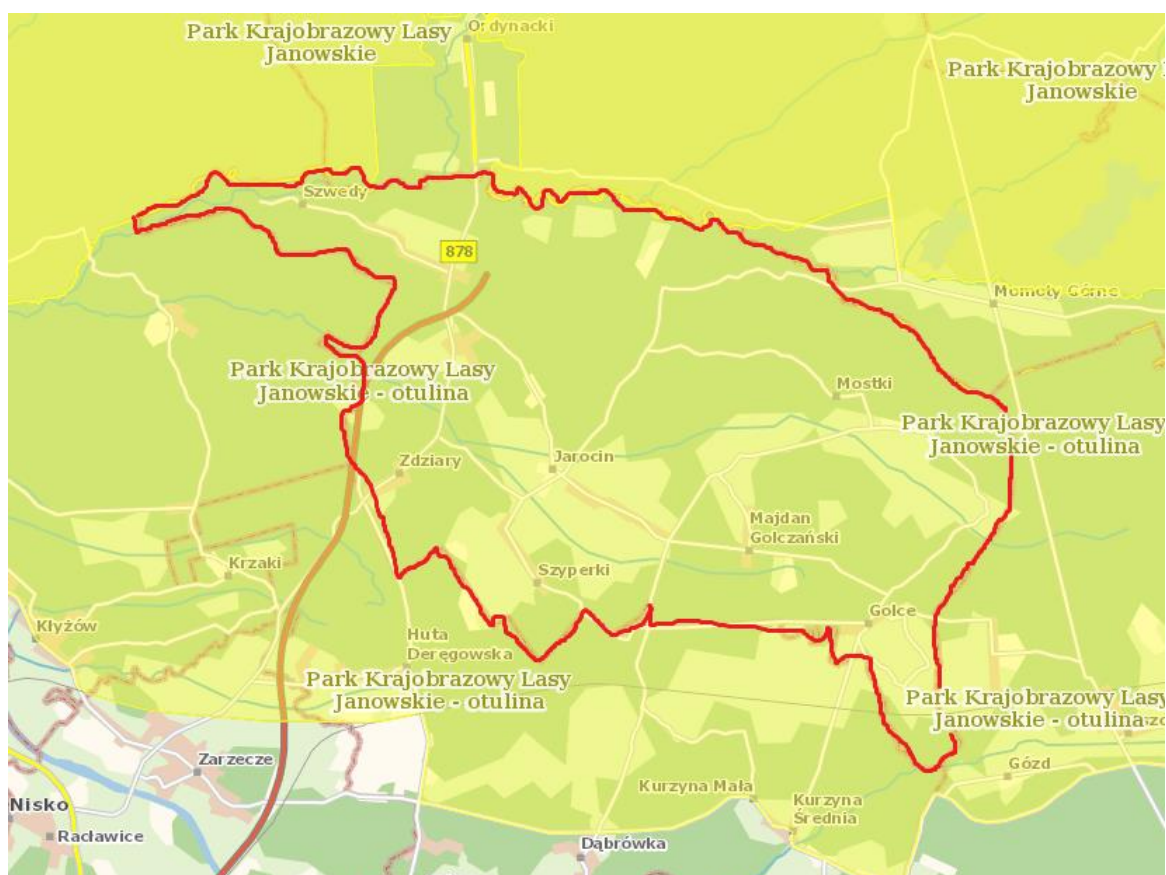 Park Krajobrazowy Lasy
Janowskie
Ordynacki
Park Krajobrazowy
Janowskie
Szwedy
878
Momoty Górne
Park Krajobrazowy Lasy
Janowskie - otulina
Mostki
Park Krajobrazowy Lasy
Janowskie - otulina
Jarocin
Zdziary
Majdan
Golczański
Krzaki
Szyperki
Golce
Kłyżów
Huta
Deręgowska
Park Krajobrazowy Lasy
Janowskie - otulina
Park Krajobrazowy Lasy
Janowskie - otulina
Zarzecze
Gózd
Kurzyna Mała
Kurzyna
Średnia
Nisko
Racławice
Dąbrówka